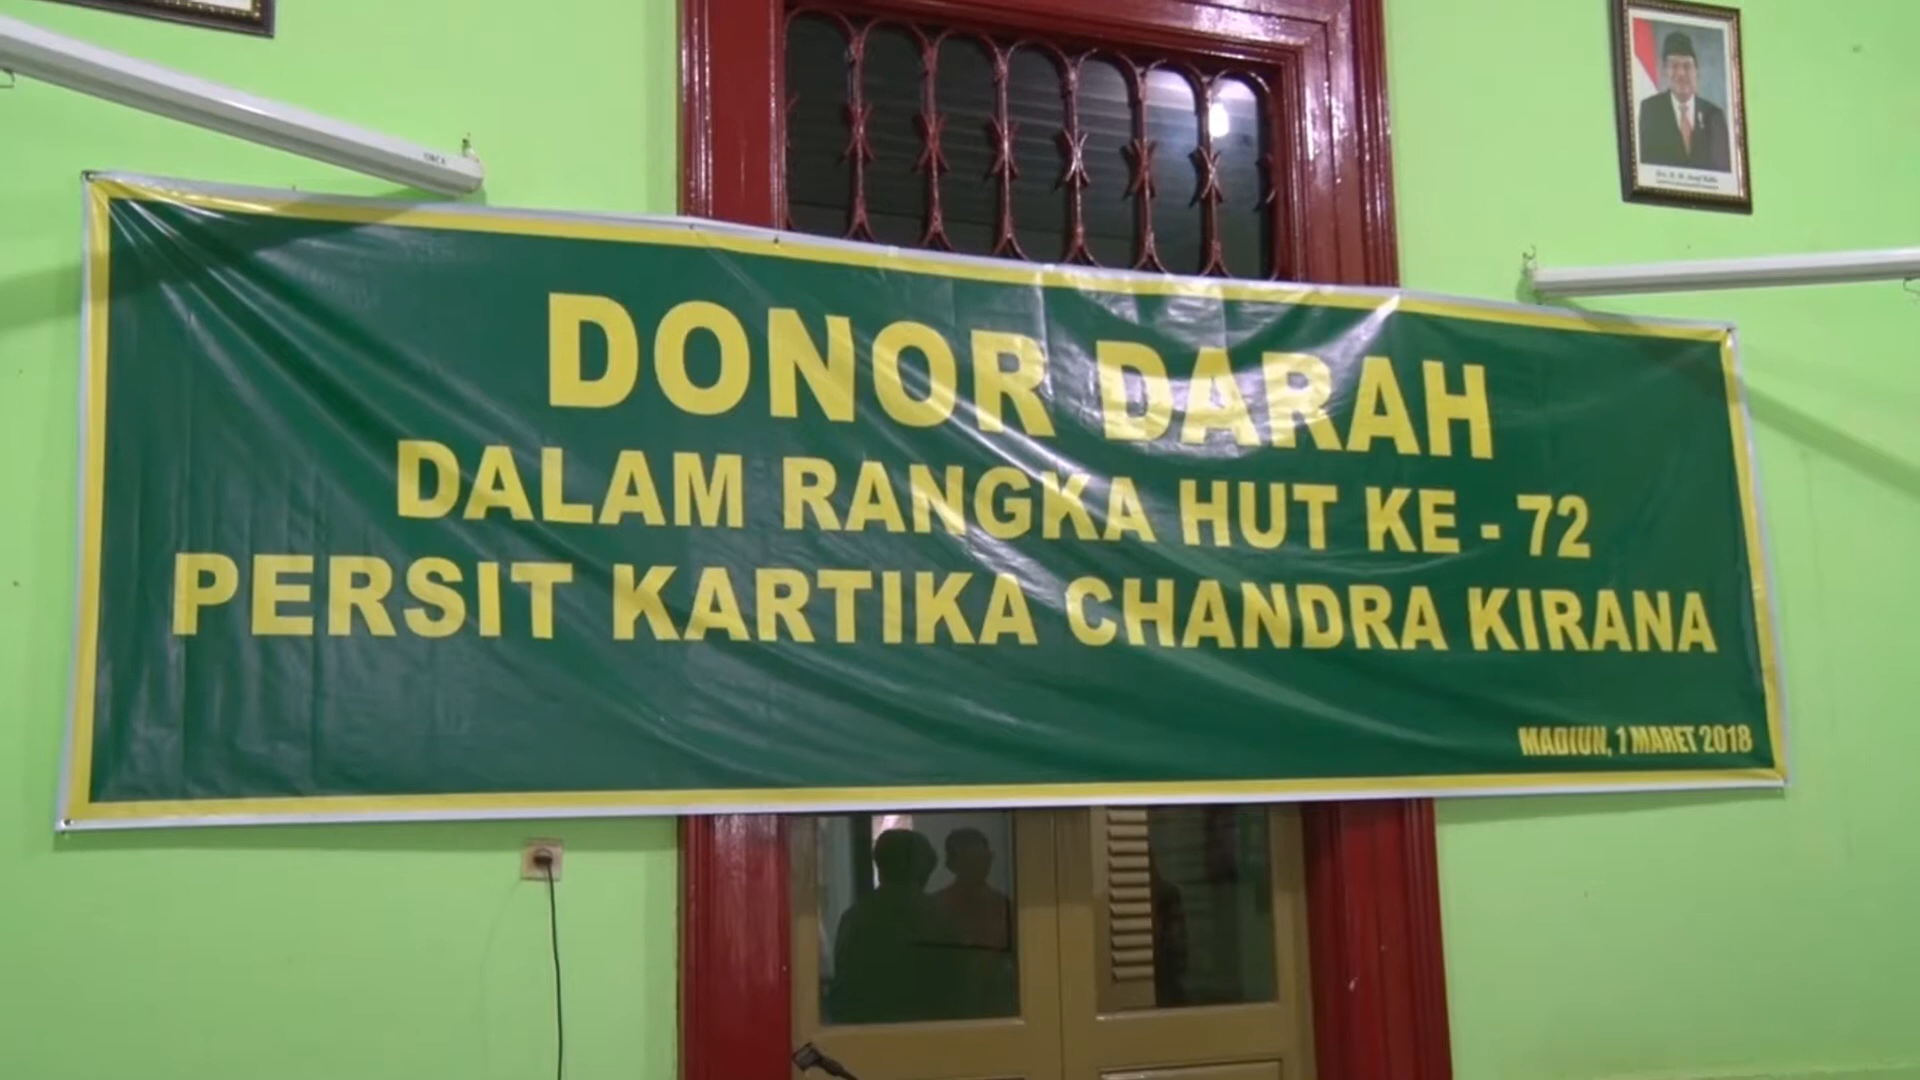 DONOR DARAH
DALAM RANGKA HUT KE - 72
PERSIT KARTIKA CHANDRA KIRANA
MADIUN, 1 MARET 2018